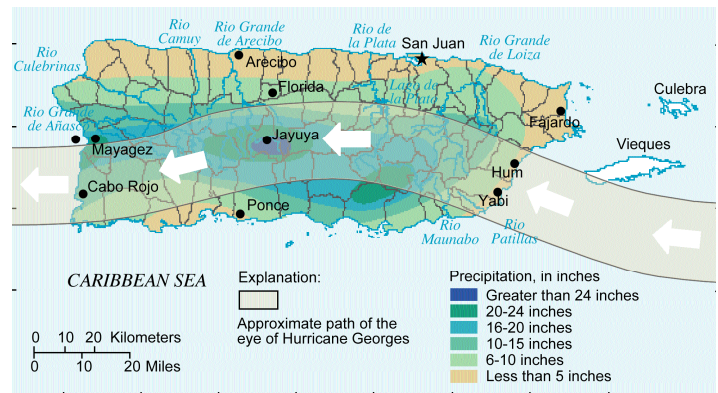 Rio
Camuy
Rio Grande
de Arecibo
Rio de
la Plata
San Juan
Rio Grande
de Loiza
Rio
Culebrinas
Arecibo
Florida
Lago de
la Plata
Culebra
Rio Grande
de Añasco
Fajardo
Jayuya
Mayagez
Vieques
Hum
Cabo Rojo
Yabi
Ponce
Rio
Maunabo
Rio
Patillas
CARIBBEAN SEA
Explanation:
Approximate path of the
eye of Hurricane Georges
0 10 20 Kilometers
0 10 20 Miles
Precipitation, in inches
Greater than 24 inches
20-24 inches
16-20 inches
10-15 inches
6-10 inches
Less than 5 inches